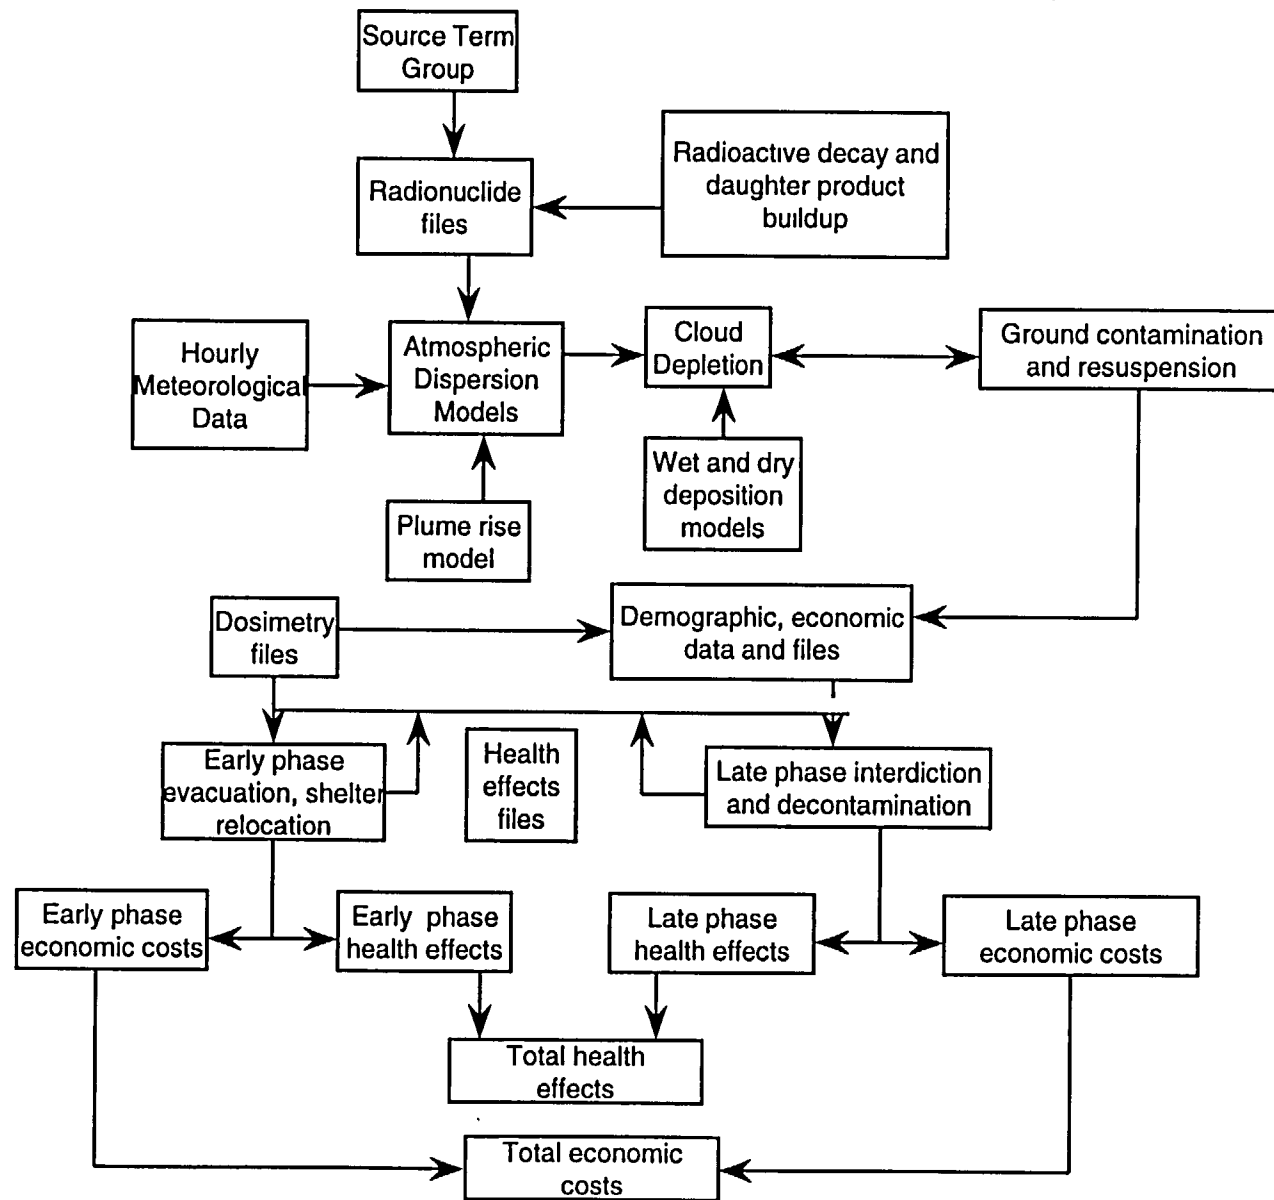 Source Term
Group
Radioactive decay and
daughter product
buildup
Radionuclide
files
Hourly
Meteorological
Data
Atmospheric
Dispersion
Models
Cloud
Depletion
Ground contamination
and resuspension
Plume rise
model
Wet and dry
deposition
models
Dosimetry
files
Demographic, economic
data and files
Early phase
evacuation, shelter
relocation
Health
effects
files
Late phase interdiction
and decontamination
Early phase
economic costs
Early phase
health effects
Late phase
health effects
Late phase
economic costs
Total health
effects
Total economic
costs